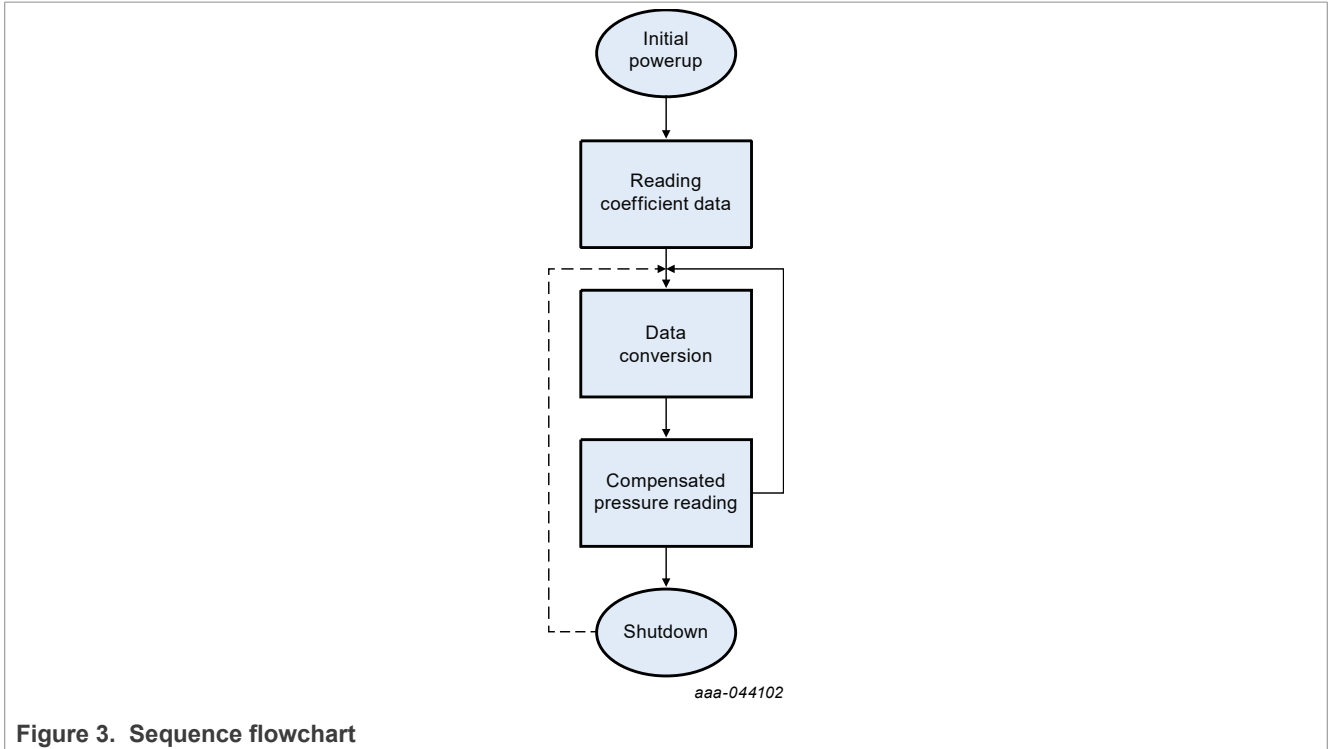 Initial
powerup
Reading
coefficient data
Data
conversion
Compensated
pressure reading
Shutdown
aaa-044102
Figure 3. Sequence flowchart